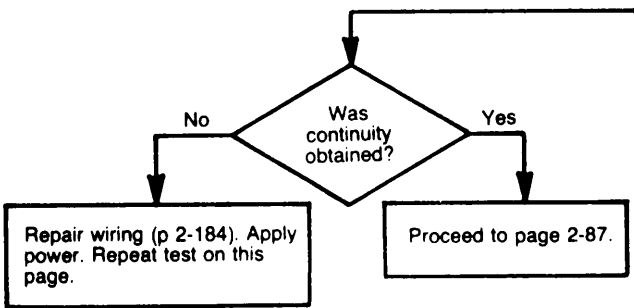 Was
continuity
obtained?
No
Yes
Repair wiring (p 2-184). Apply
power. Repeat test on this
page.
Proceed to page 2-87.